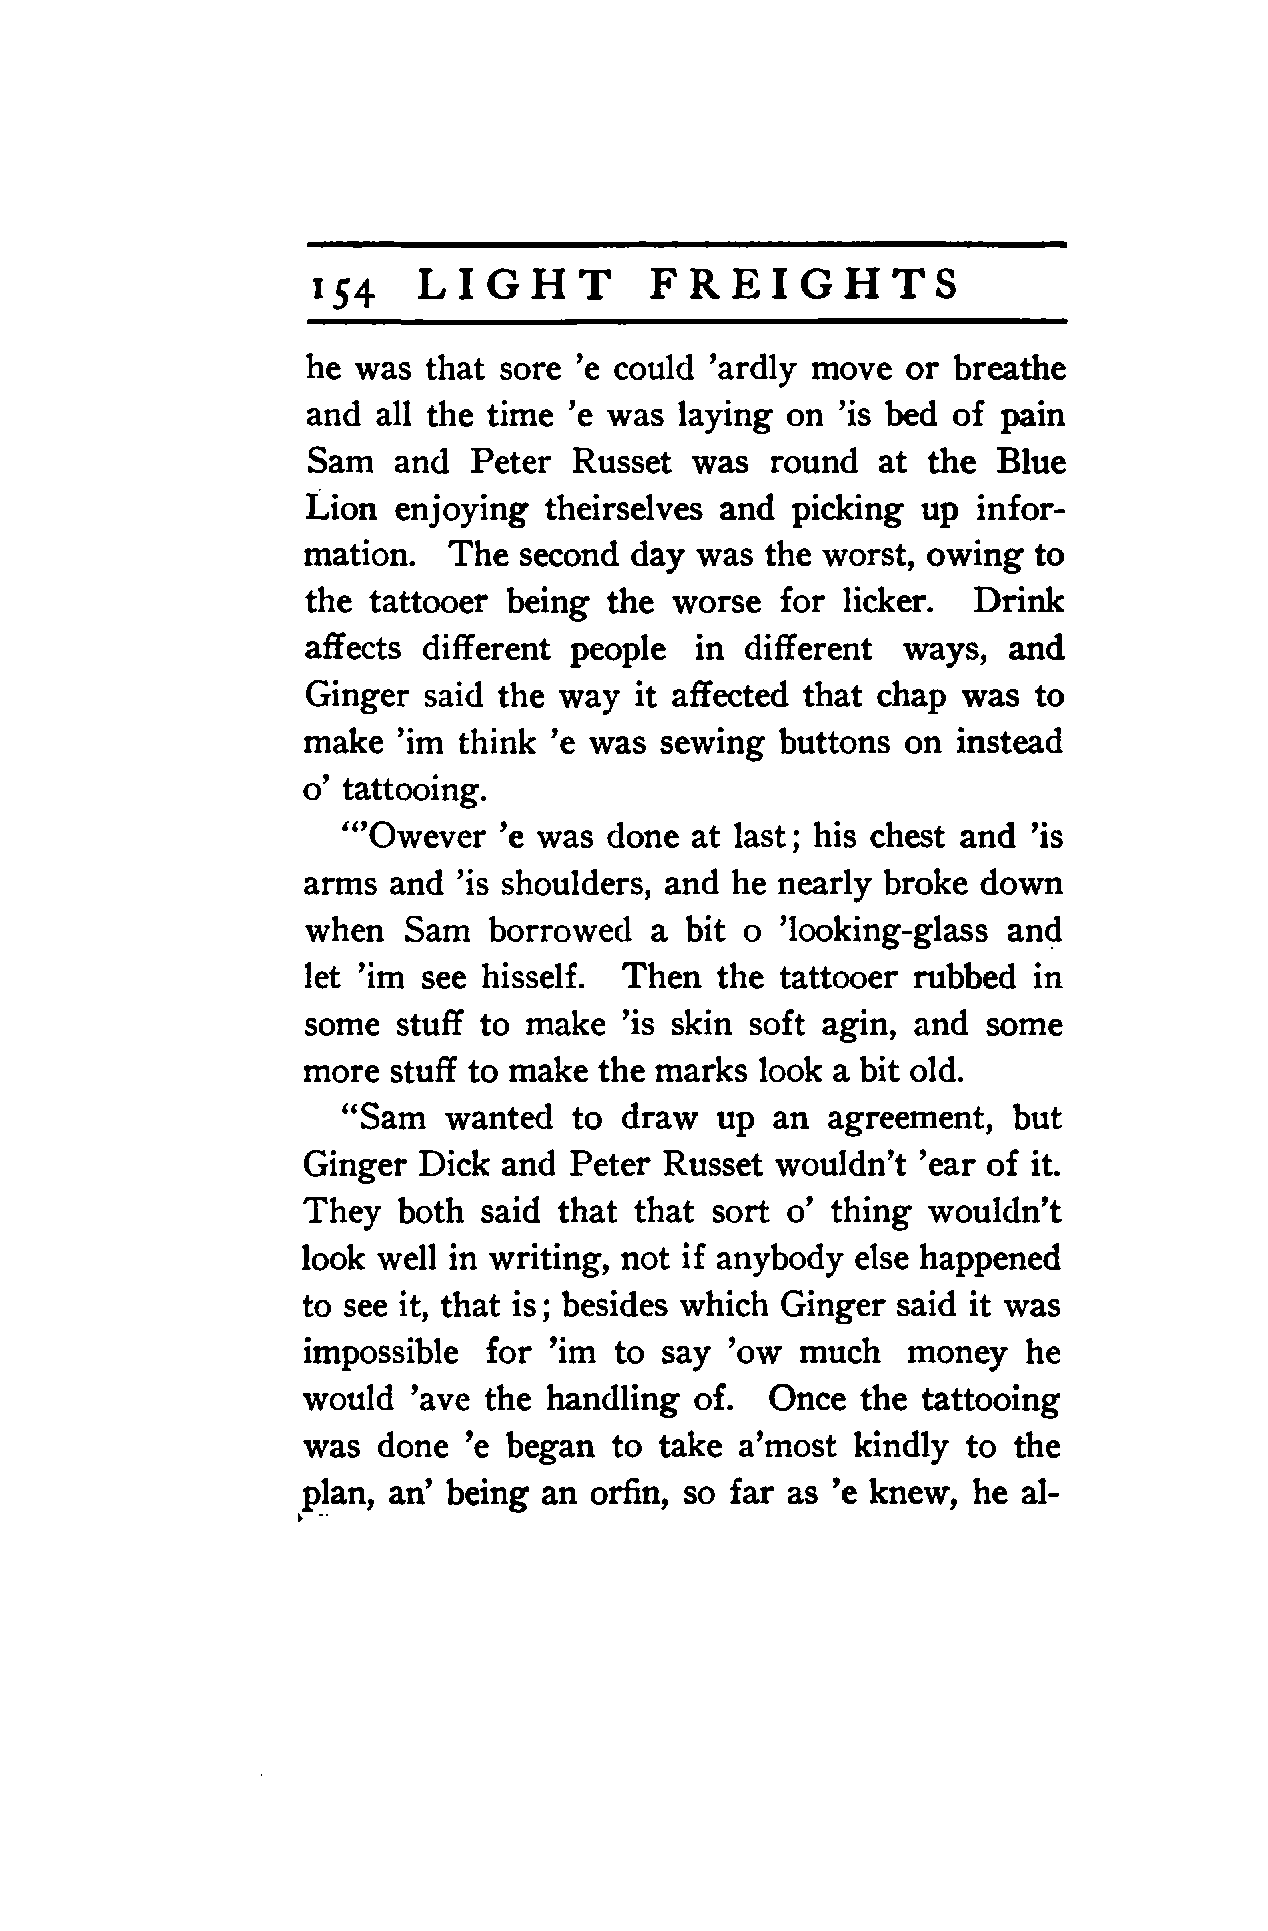 154 LIGHT FREIGHTS
he was that sore 'e could 'ardly move or breathe
and all the time 'e was laying on 'is bed of pain
Sam and Peter Russet was round at the Blue
Lion enjoying theirselves and picking up infor-
mation. The second day was the worst, owing to
the tattooer being the worse for licker. Drink
affects different people in different ways, and
Ginger said the way it affected that chap was to
make 'im think 'e was sewing buttons on instead
o' tattooing.
"'Owever 'e was done at last; his chest and 'is
arms and 'is shoulders, and he nearly broke down
when Sam borrowed a bit o 'looking-glass and
let 'im see hisself. Then the tattooer rubbed in
some stuff to make 'is skin soft agin, and some
more stuff to make the marks look a bit old.
"Sam wanted to draw up an agreement, but
Ginger Dick and Peter Russet wouldn't 'ear of it.
They both said that that sort o' thing wouldn't
look well in writing, not if anybody else happened
to see it, that is; besides which Ginger said it was
impossible for 'im to say 'ow much money he
would 'ave the handling of. Once the tattooing
was done 'e began to take a'most kindly to the
plan, an' being an orfin, so far as 'e knew, he al-